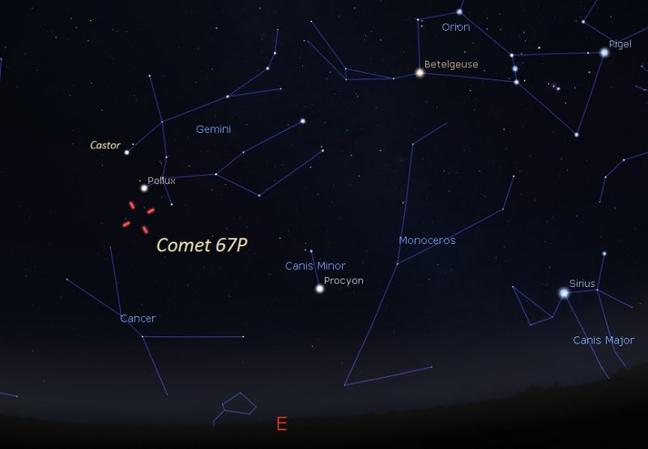 Orion
Rigel
Betelgeuse
Gemini
Castor
Pollux
Comet 67P
Monoceros
Canis Minor
Procyon
Sirius
Cancer
Canis Major
E